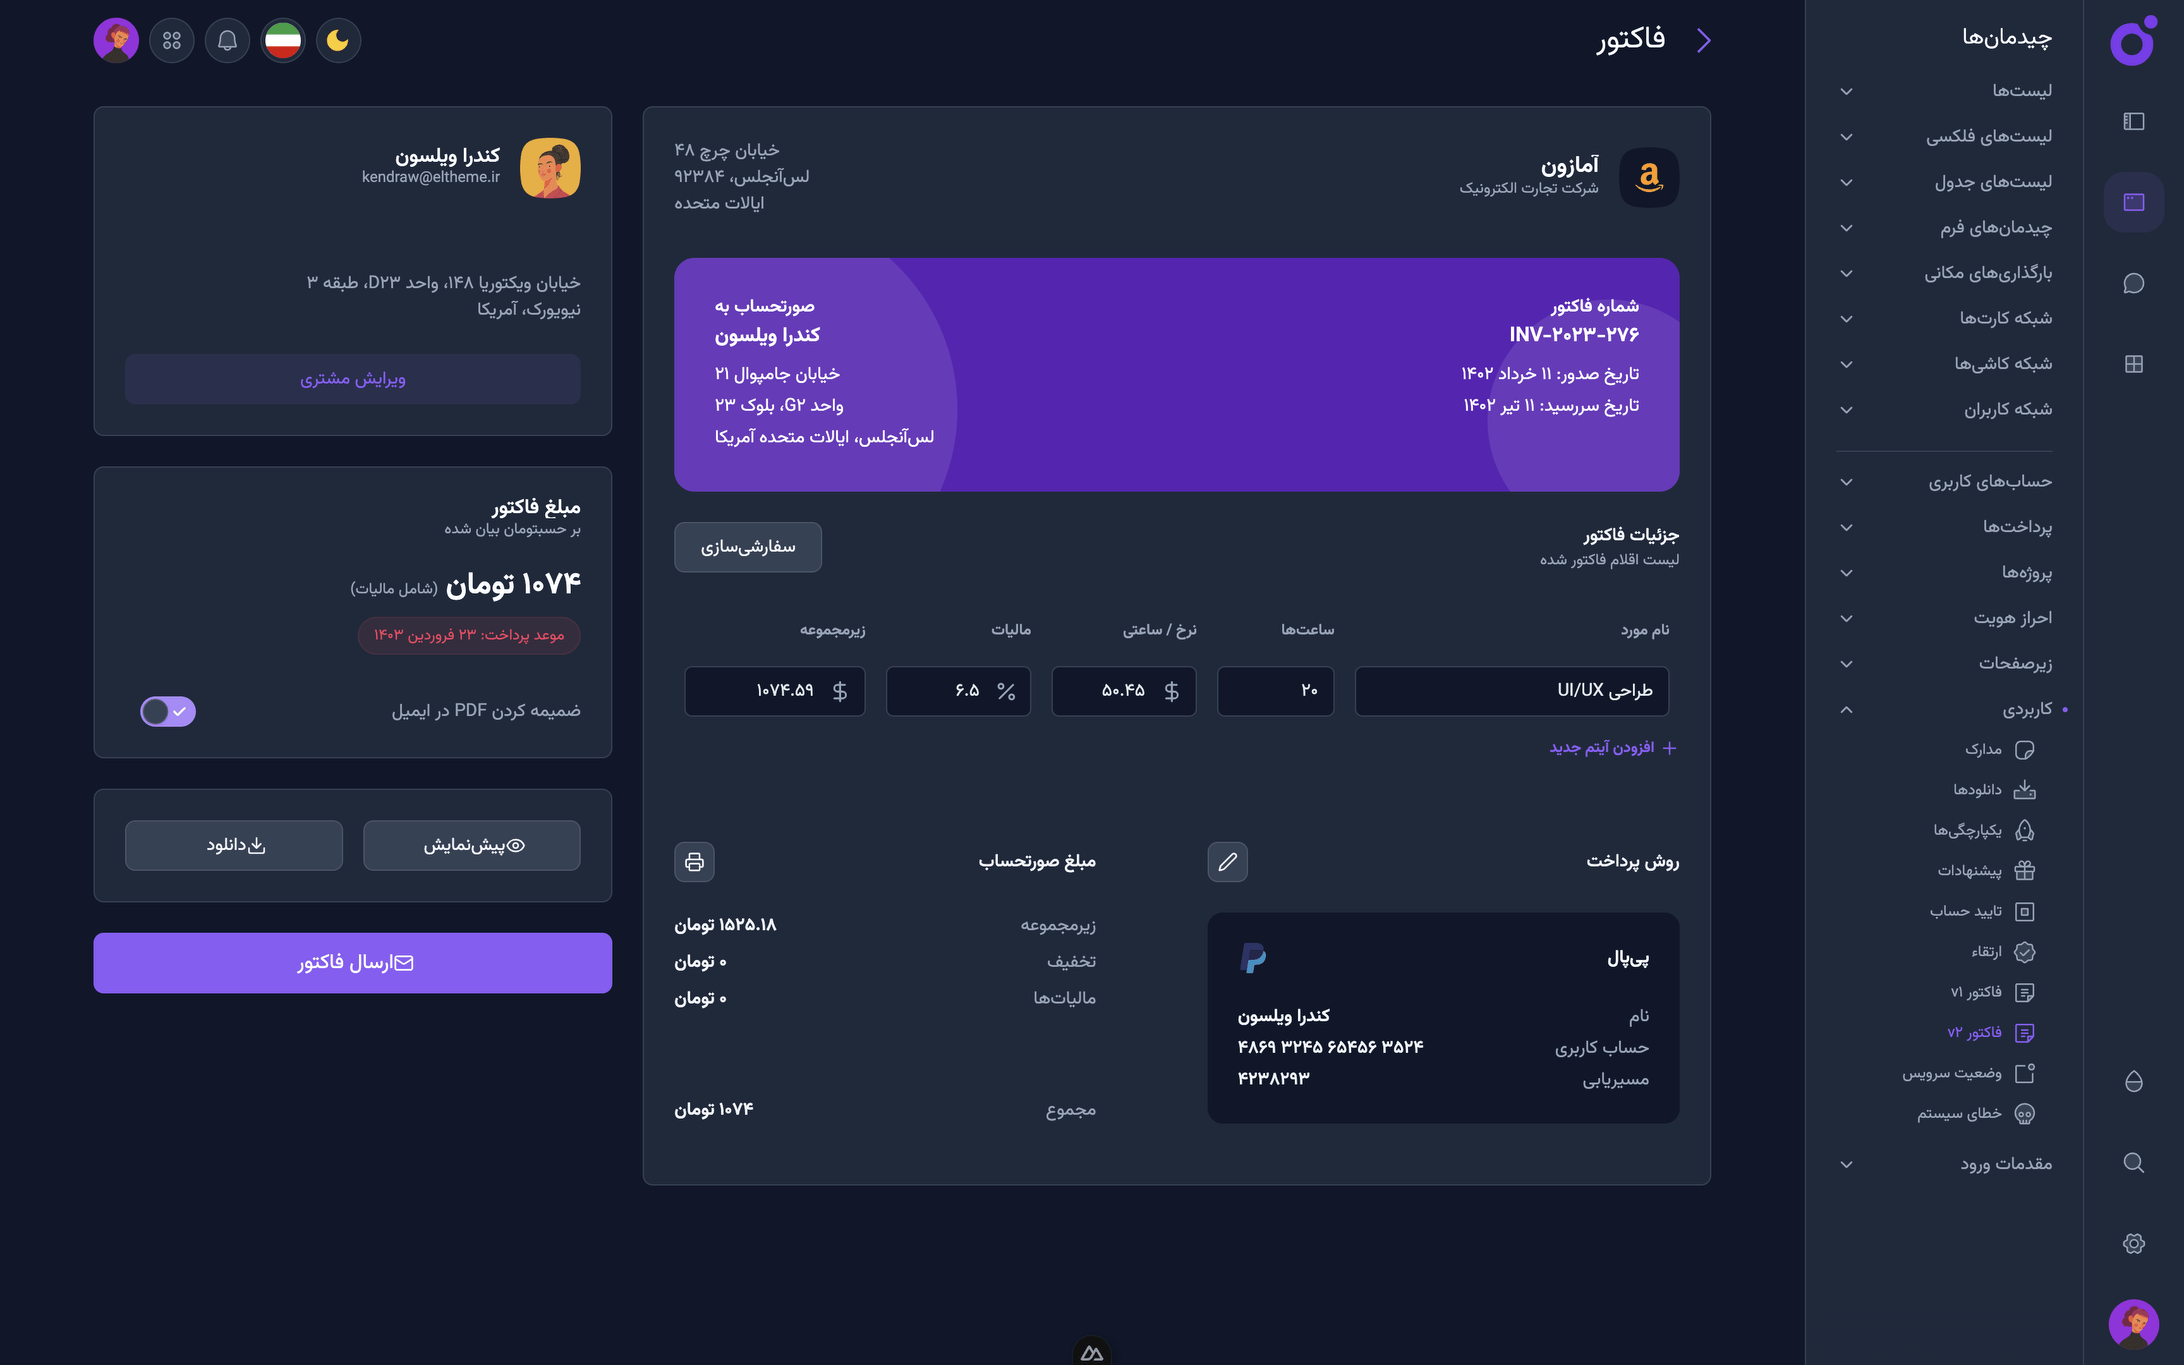 چیدمان‌ها
لیست‌ها
لیست‌های فلکسی
لیست‌های جدول
چیدمان‌های فرم
بارگذاری‌های مکانی
شبکه کارت‌ها
شبکه کاشی‌ها
شبکه کاربران
حساب‌های کاربری
پرداخت‌ها
پروژه‌ها
احراز هویت
زیرصفحات
کاربردی
مدارک
دانلودها
یکپارچگی‌ها
پیشنهادات
تایید حساب
ارتقاء
فاکتور v۱
فاکتور v۲
وضعیت سرویس
خطای سیستم
مقدمات ورود
فاکتور
آمازون
شرکت تجارت الکترونیک
خیابان چرچ ۴۸
لس‌آنجلس، ۹۲۳۸۴
ایالات متحده
شماره فاکتور
INV-۲۰۲۳-۲۷۶
تاریخ صدور: ۱۱ خرداد ۱۴۰۲
تاریخ سررسید: ۱۱ تیر ۱۴۰۲
صورتحساب به
کندرا ویلسون
خیابان جامپوال ۲۱
واحد G۲، بلوک ۲۳
لس‌آنجلس، ایالات متحده آمریکا
جزئیات فاکتور
لیست اقلام فاکتور شده
سفارشی‌سازی
نام مورد ساعت‌ها نرخ / ساعتی مالیات زیرمجموعه
طراحی UI/UX ۲۰ $ ۵۰.۴۵ % ۶.۵ $ ۱۰۷۴.۵۹
+ افزودن آیتم جدید
روش پرداخت
پی‌پال
نام کندرا ویلسون
حساب کاربری ۴۸۶۹ ۳۲۴۵ ۶۵۴۵۶ ۳۵۲۴
مسیریابی ۴۲۳۸۲۹۳
مبلغ صورتحساب
زیرمجموعه ۱۵۲۵.۱۸ تومان
تخفیف ۰ تومان
مالیات‌ها ۰ تومان
مجموع ۱۰۷۴ تومان
کندرا ویلسون
kendraw@eltheme.ir
خیابان ویکتوریا ۱۴۸، واحد D۲۳، طبقه ۳
نیویورک، آمریکا
ویرایش مشتری
مبلغ فاکتور
بر حسبتومان بیان شده
۱۰۷۴ تومان (شامل مالیات)
موعد پرداخت: ۲۳ فروردین ۱۴۰۳
ضمیمه کردن PDF در ایمیل
پیش‌نمایش
دانلود
ارسال فاکتور